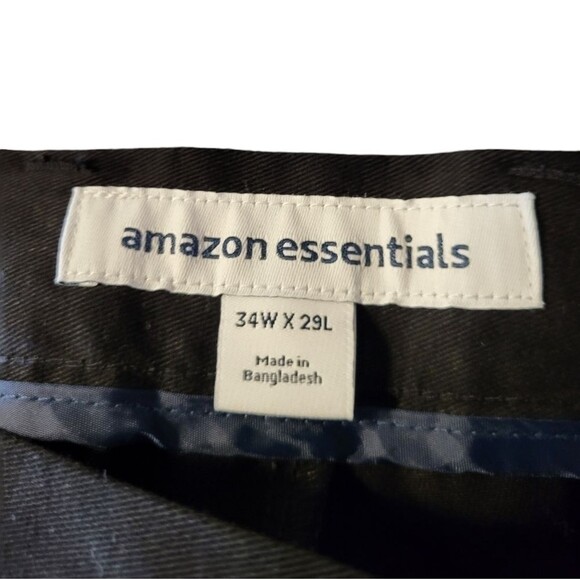 amazon essentials
34W X 29L
Made in
Bangladesh